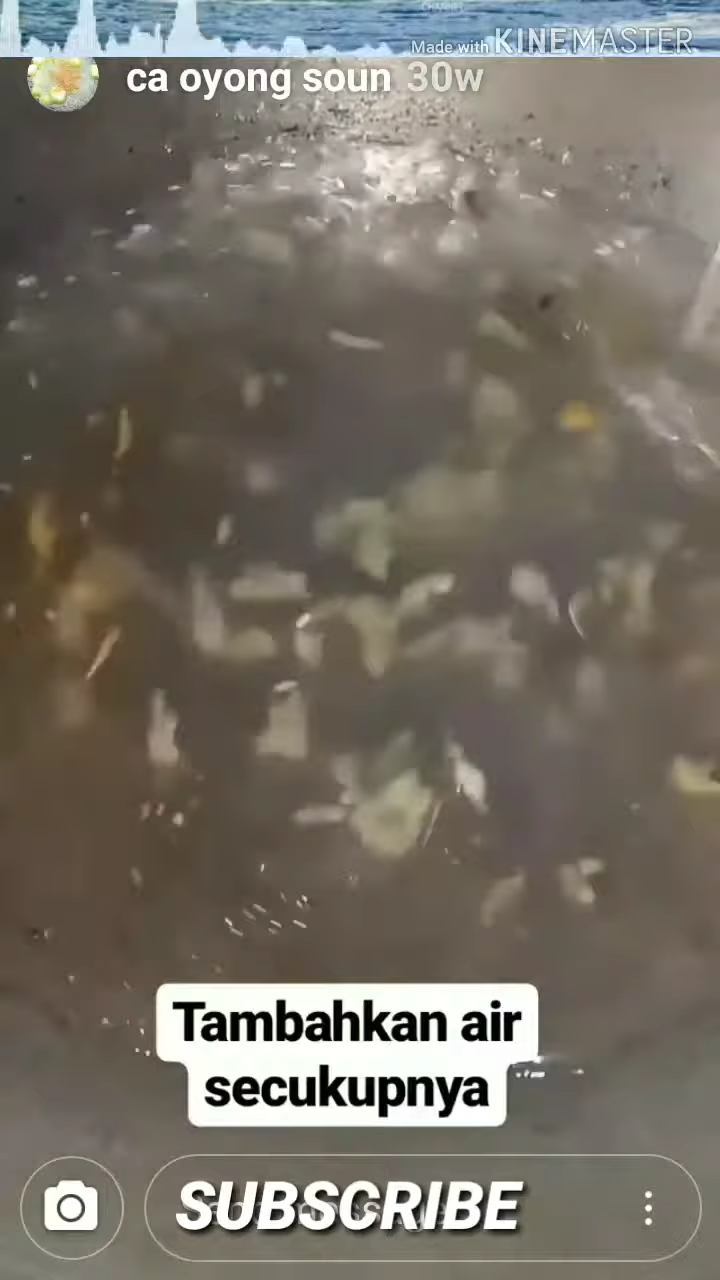 Made with KINEMASTER
ca oyong soun 30w
Tambahkan air
secukupnya
SUBSCRIBE